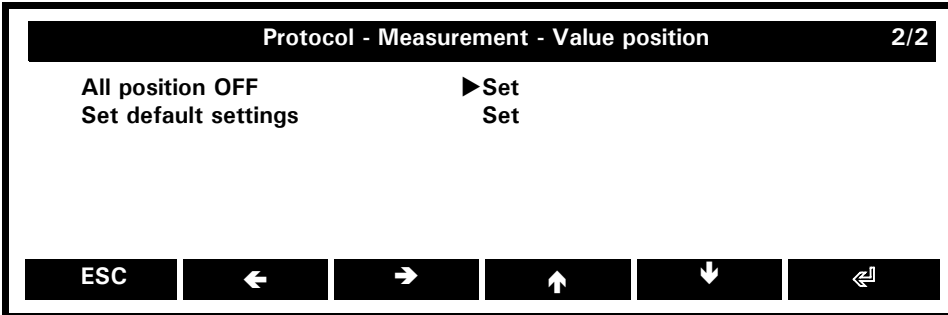 Protocol - Measurement - Value position 2/2
All position OFF ▶Set
Set default settings Set
ESC ← → ↑ ↓ ↵